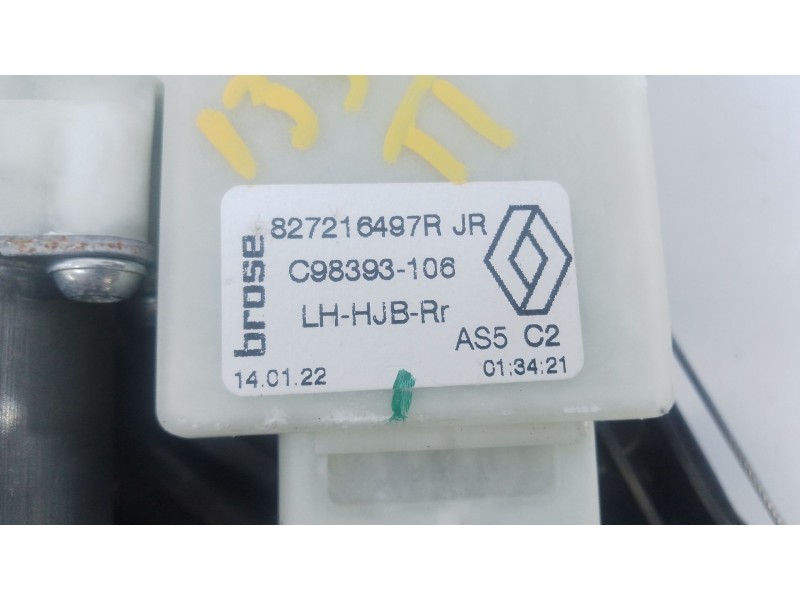 827216497R JR
brose
C98393-106
LH-HJB-Rr
AS5 C2
14.01.22
01:34:21